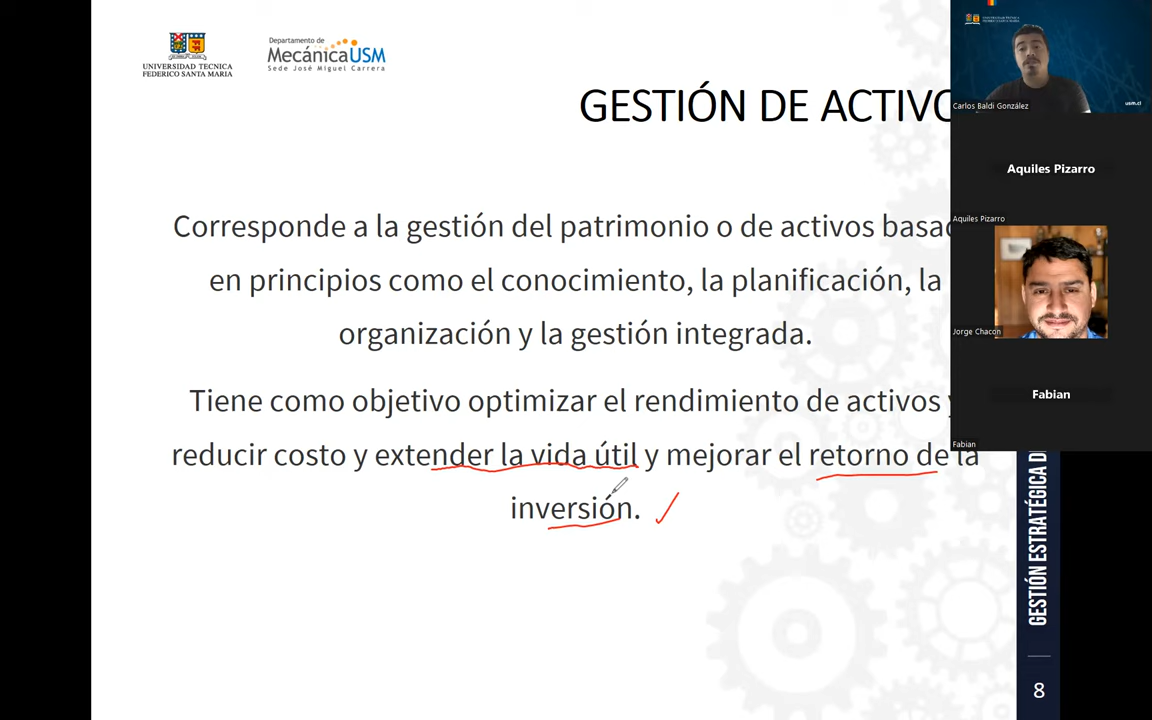 UNIVERSIDAD TECNICA
FEDERICO SANTA MARIA
Departamento de
MecánicaUSM
Sede José Miguel Carrera
GESTIÓN DE ACTIVO
Corresponde a la gestión del patrimonio o de activos basad
en principios como el conocimiento, la planificación, la
organización y la gestión integrada.
Tiene como objetivo optimizar el rendimiento de activos y
reducir costo y extender la vida útil y mejorar el retorno de la
inversión.
GESTIÓN ESTRATÉGICA D
8
Carlos Baldi González
usm.cl
Aquiles Pizarro
Aquiles Pizarro
Jorge Chacon
Fabian
Fabian